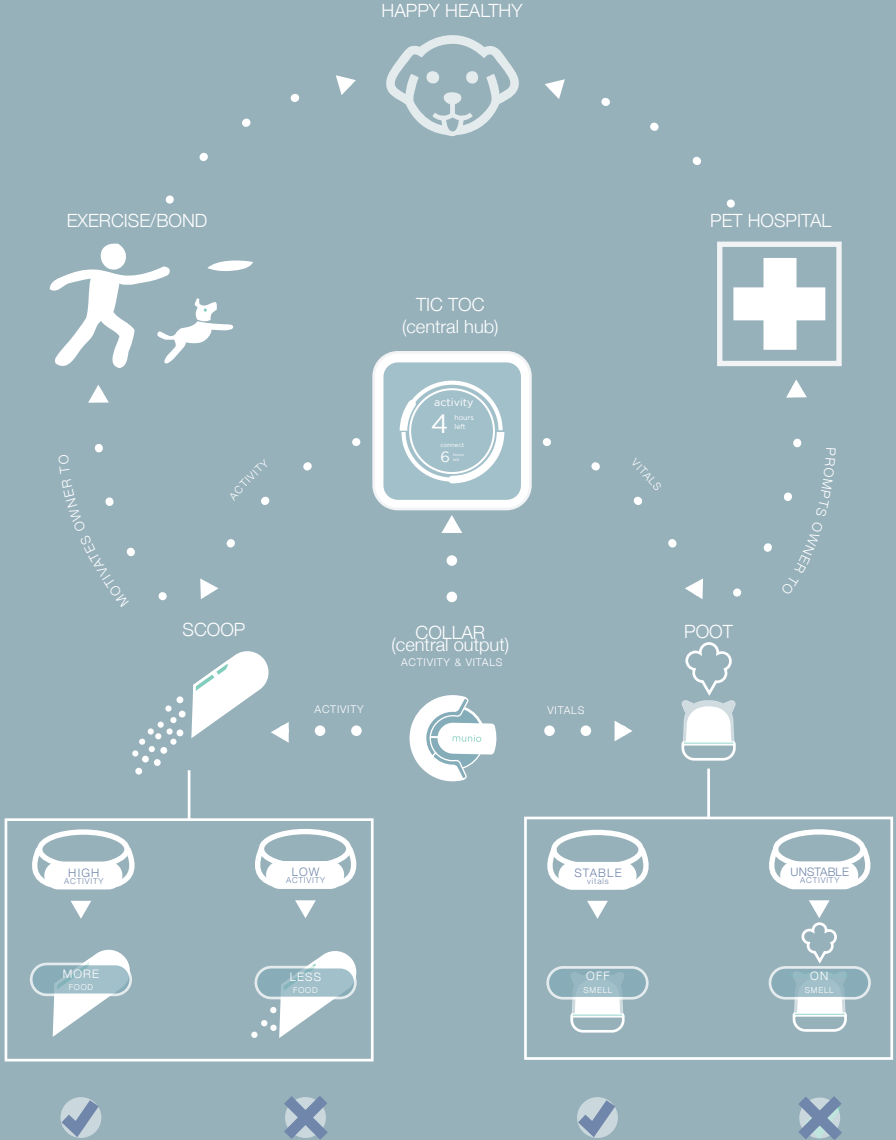 HAPPY HEALTHY
EXERCISE/BOND
PET HOSPITAL
TIC TOC
(central hub)
activity
4 hours
left
connect
6
MOTIVATES OWNER TO
ACTIVITY
VITALS
PROMPTS OWNER TO
SCOOP
COLLAR
(central output)
ACTIVITY & VITALS
POOT
ACTIVITY
VITALS
munio
HIGH
ACTIVITY
LOW
ACTIVITY
STABLE
vitals
UNSTABLE
ACTIVITY
MORE
FOOD
LESS
FOOD
OFF
SMELL
ON
SMELL